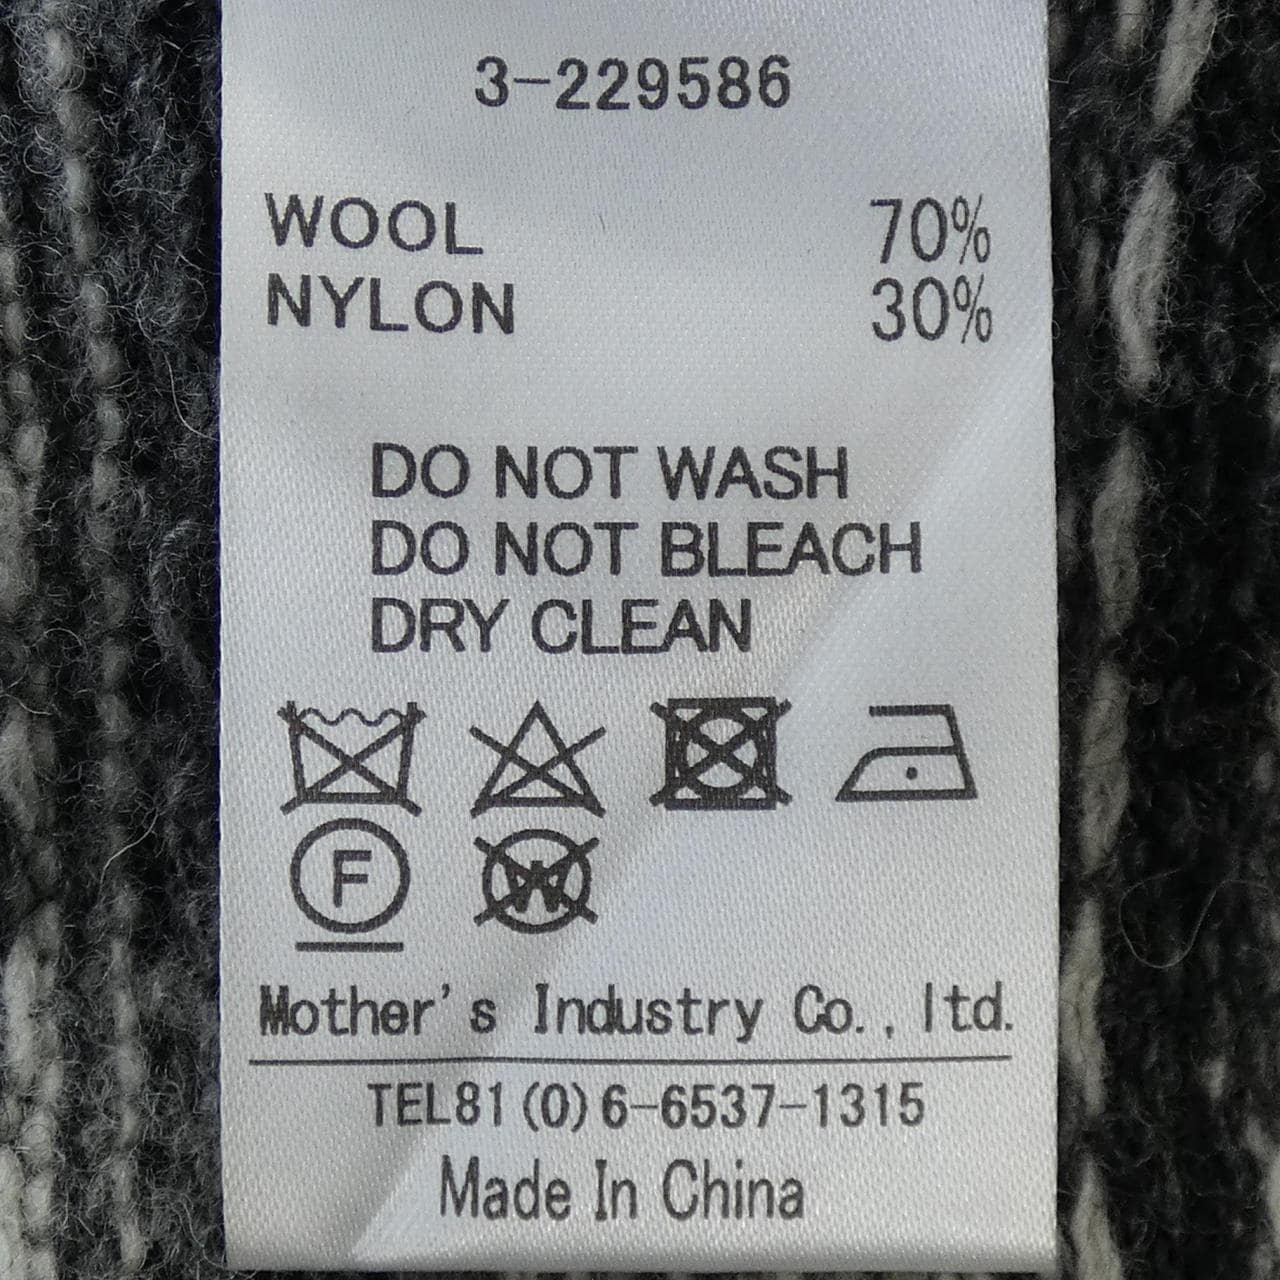 3-229586
WOOL 70%
NYLON 30%
DO NOT WASH
DO NOT BLEACH
DRY CLEAN
F W
Mother's Industry Co., ltd.
TEL81(0)6-6537-1315
Made In China